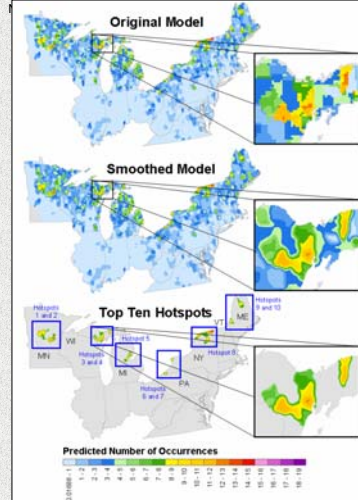 Original Model
Smoothed Model
Top Ten Hotspots
Hotspots
1 and 2
MN
WI
Hotspots
3 and 4
Hotspot 5
MI
Hotspots
6 and 7
PA
NY
Hotspot 8
VT
ME
Hotspots
9 and 10
Predicted Number of Occurrences
1 - 2
2 - 3
3 - 4
4 - 5
5 - 6
6 - 7
7 - 8
8 - 9
9 - 10
10 - 11
11 - 12
12 - 13
13 - 14
14 - 15
15 - 16
16 - 17
17 - 18
18 - 19